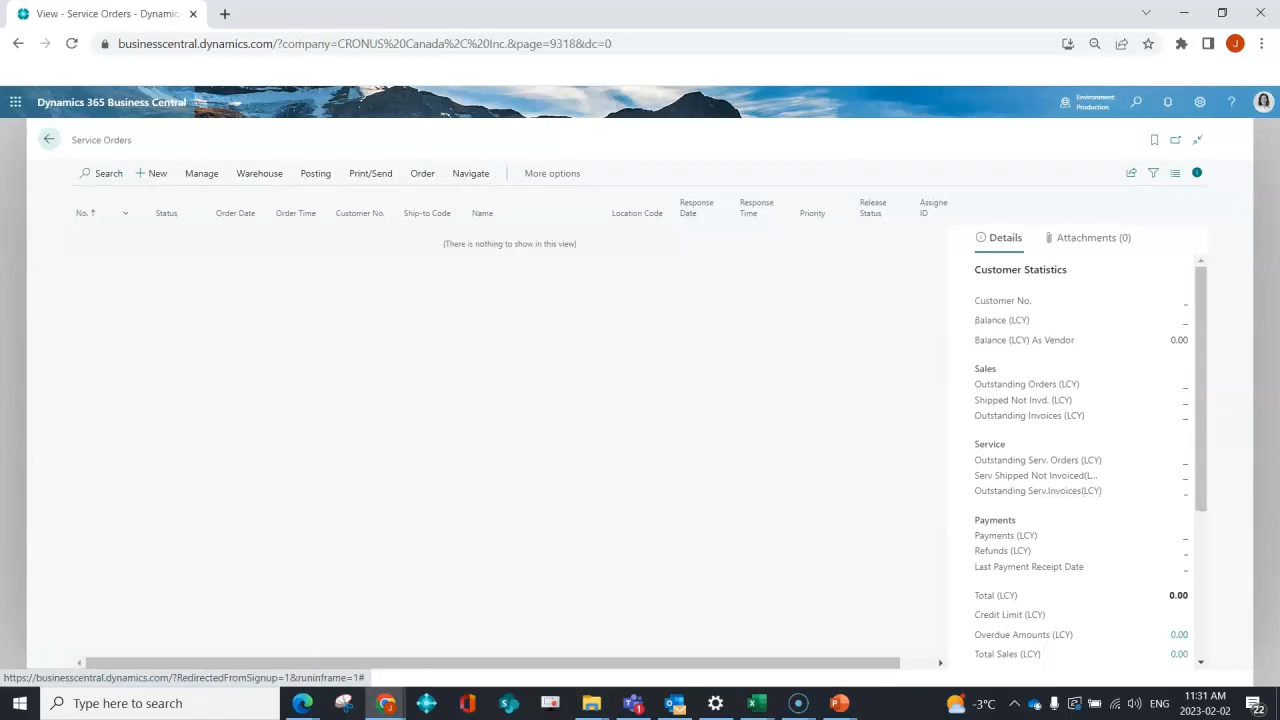 View - Service Orders - Dynami
businesscentral.dynamics.com/?company=CRONUS%20Canada%2C%20Inc.&page=9318&dc=0
J
Dynamics 365 Business Central
Environment:
Production
Service Orders
Search
New
Manage
Warehouse
Posting
Print/Send
Order
Navigate
More options
No. ↑
Status
Order Date
Order Time
Customer No.
Ship-to Code
Name
Location Code
Response
Date
Response
Time
Priority
Release
Status
Assigne
ID
(There is nothing to show in this view)
Details
Attachments (0)
Customer Statistics
Customer No. _
Balance (LCY) _
Balance (LCY) As Vendor 0.00
Sales
Outstanding Orders (LCY) _
Shipped Not Invd. (LCY) _
Outstanding Invoices (LCY) _
Service
Outstanding Serv. Orders (LCY) _
Serv Shipped Not Invoiced(L... _
Outstanding Serv.Invoices(LCY) _
Payments
Payments (LCY) _
Refunds (LCY) _
Last Payment Receipt Date _
Total (LCY) 0.00
Credit Limit (LCY)
Overdue Amounts (LCY) 0.00
Total Sales (LCY) 0.00
https://businesscentral.dynamics.com/?RedirectedFromSignup=1&runinframe=1#
Type here to search
-3°C
ENG
11:31 AM
2023-02-02
22